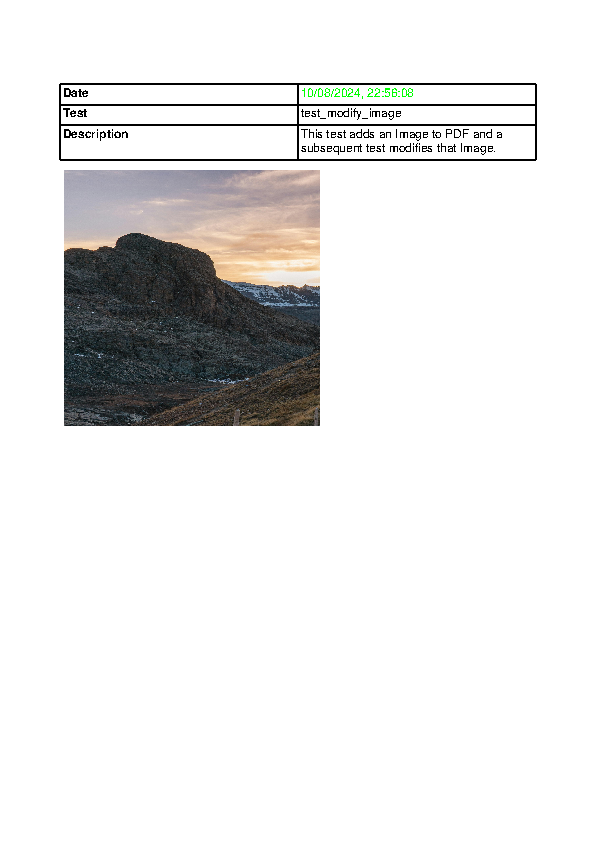 Date
10/08/2024, 22:58:08
Test
test_modify_image
Description
This test adds an Image to PDF and a
subsequent test modifies that Image.